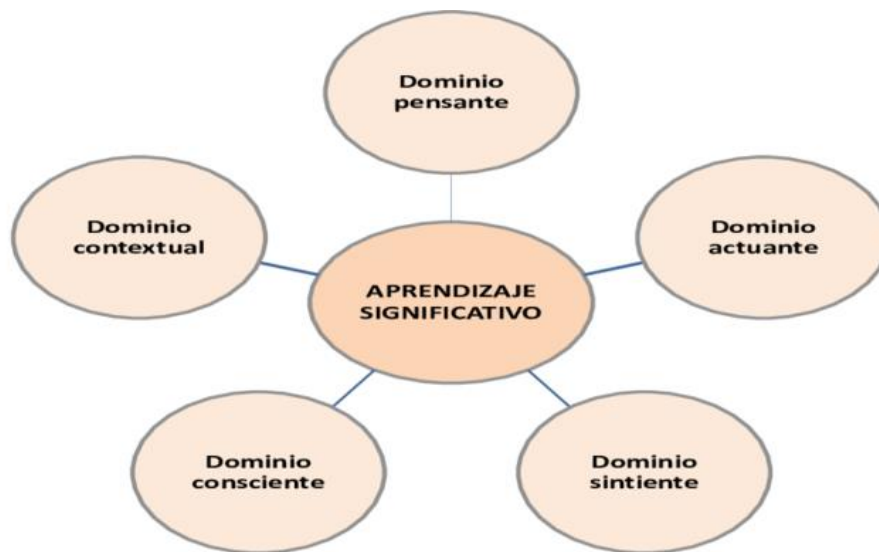 Dominio
pensante
Dominio
contextual
Dominio
actuante
APRENDIZAJE
SIGNIFICATIVO
Dominio
consciente
Dominio
sintiente